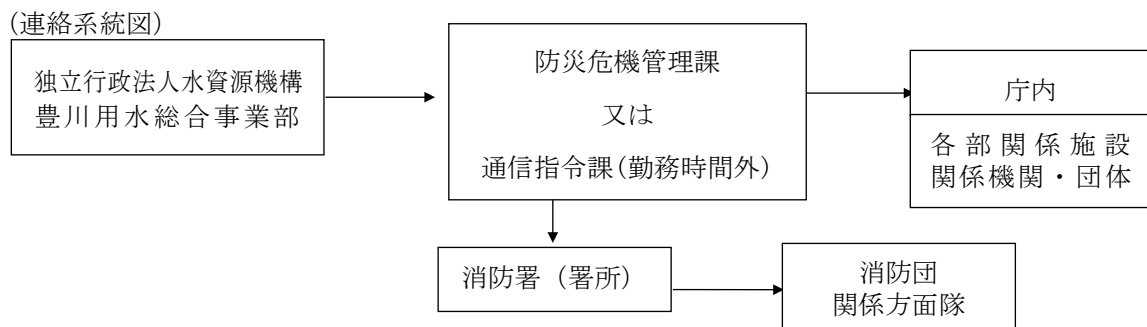 (連絡系統図)
独立行政法人水資源機構
豊川用水総合事業部
防災危機管理課
又は
通信指令課(勤務時間外)
庁内
各部関係施設
関係機関・団体
消防署（署所）
消防団
関係方面隊